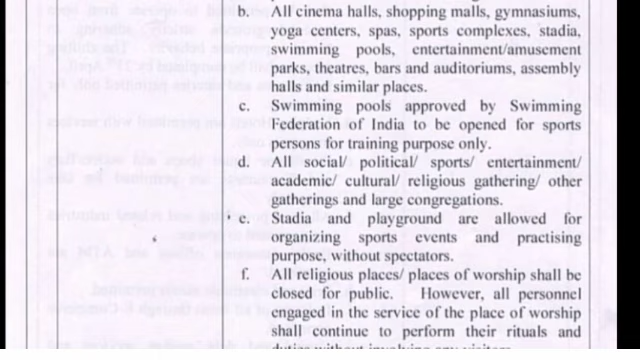 b. All cinema halls, shopping malls, gymnasiums,
yoga centers, spas, sports complexes, stadia,
swimming pools, entertainment/amusement
parks, theatres, bars and auditoriums, assembly
halls and similar places.
c. Swimming pools approved by Swimming
Federation of India to be opened for sports
persons for training purpose only.
d. All social/ political/ sports/ entertainment/
academic/ cultural/ religious gathering/ other
gatherings and large congregations.
e. Stadia and playground are allowed for
organizing sports events and practising
purpose, without spectators.
f. All religious places/ places of worship shall be
closed for public. However, all personnel
engaged in the service of the place of worship
shall continue to perform their rituals and
duties without involving any